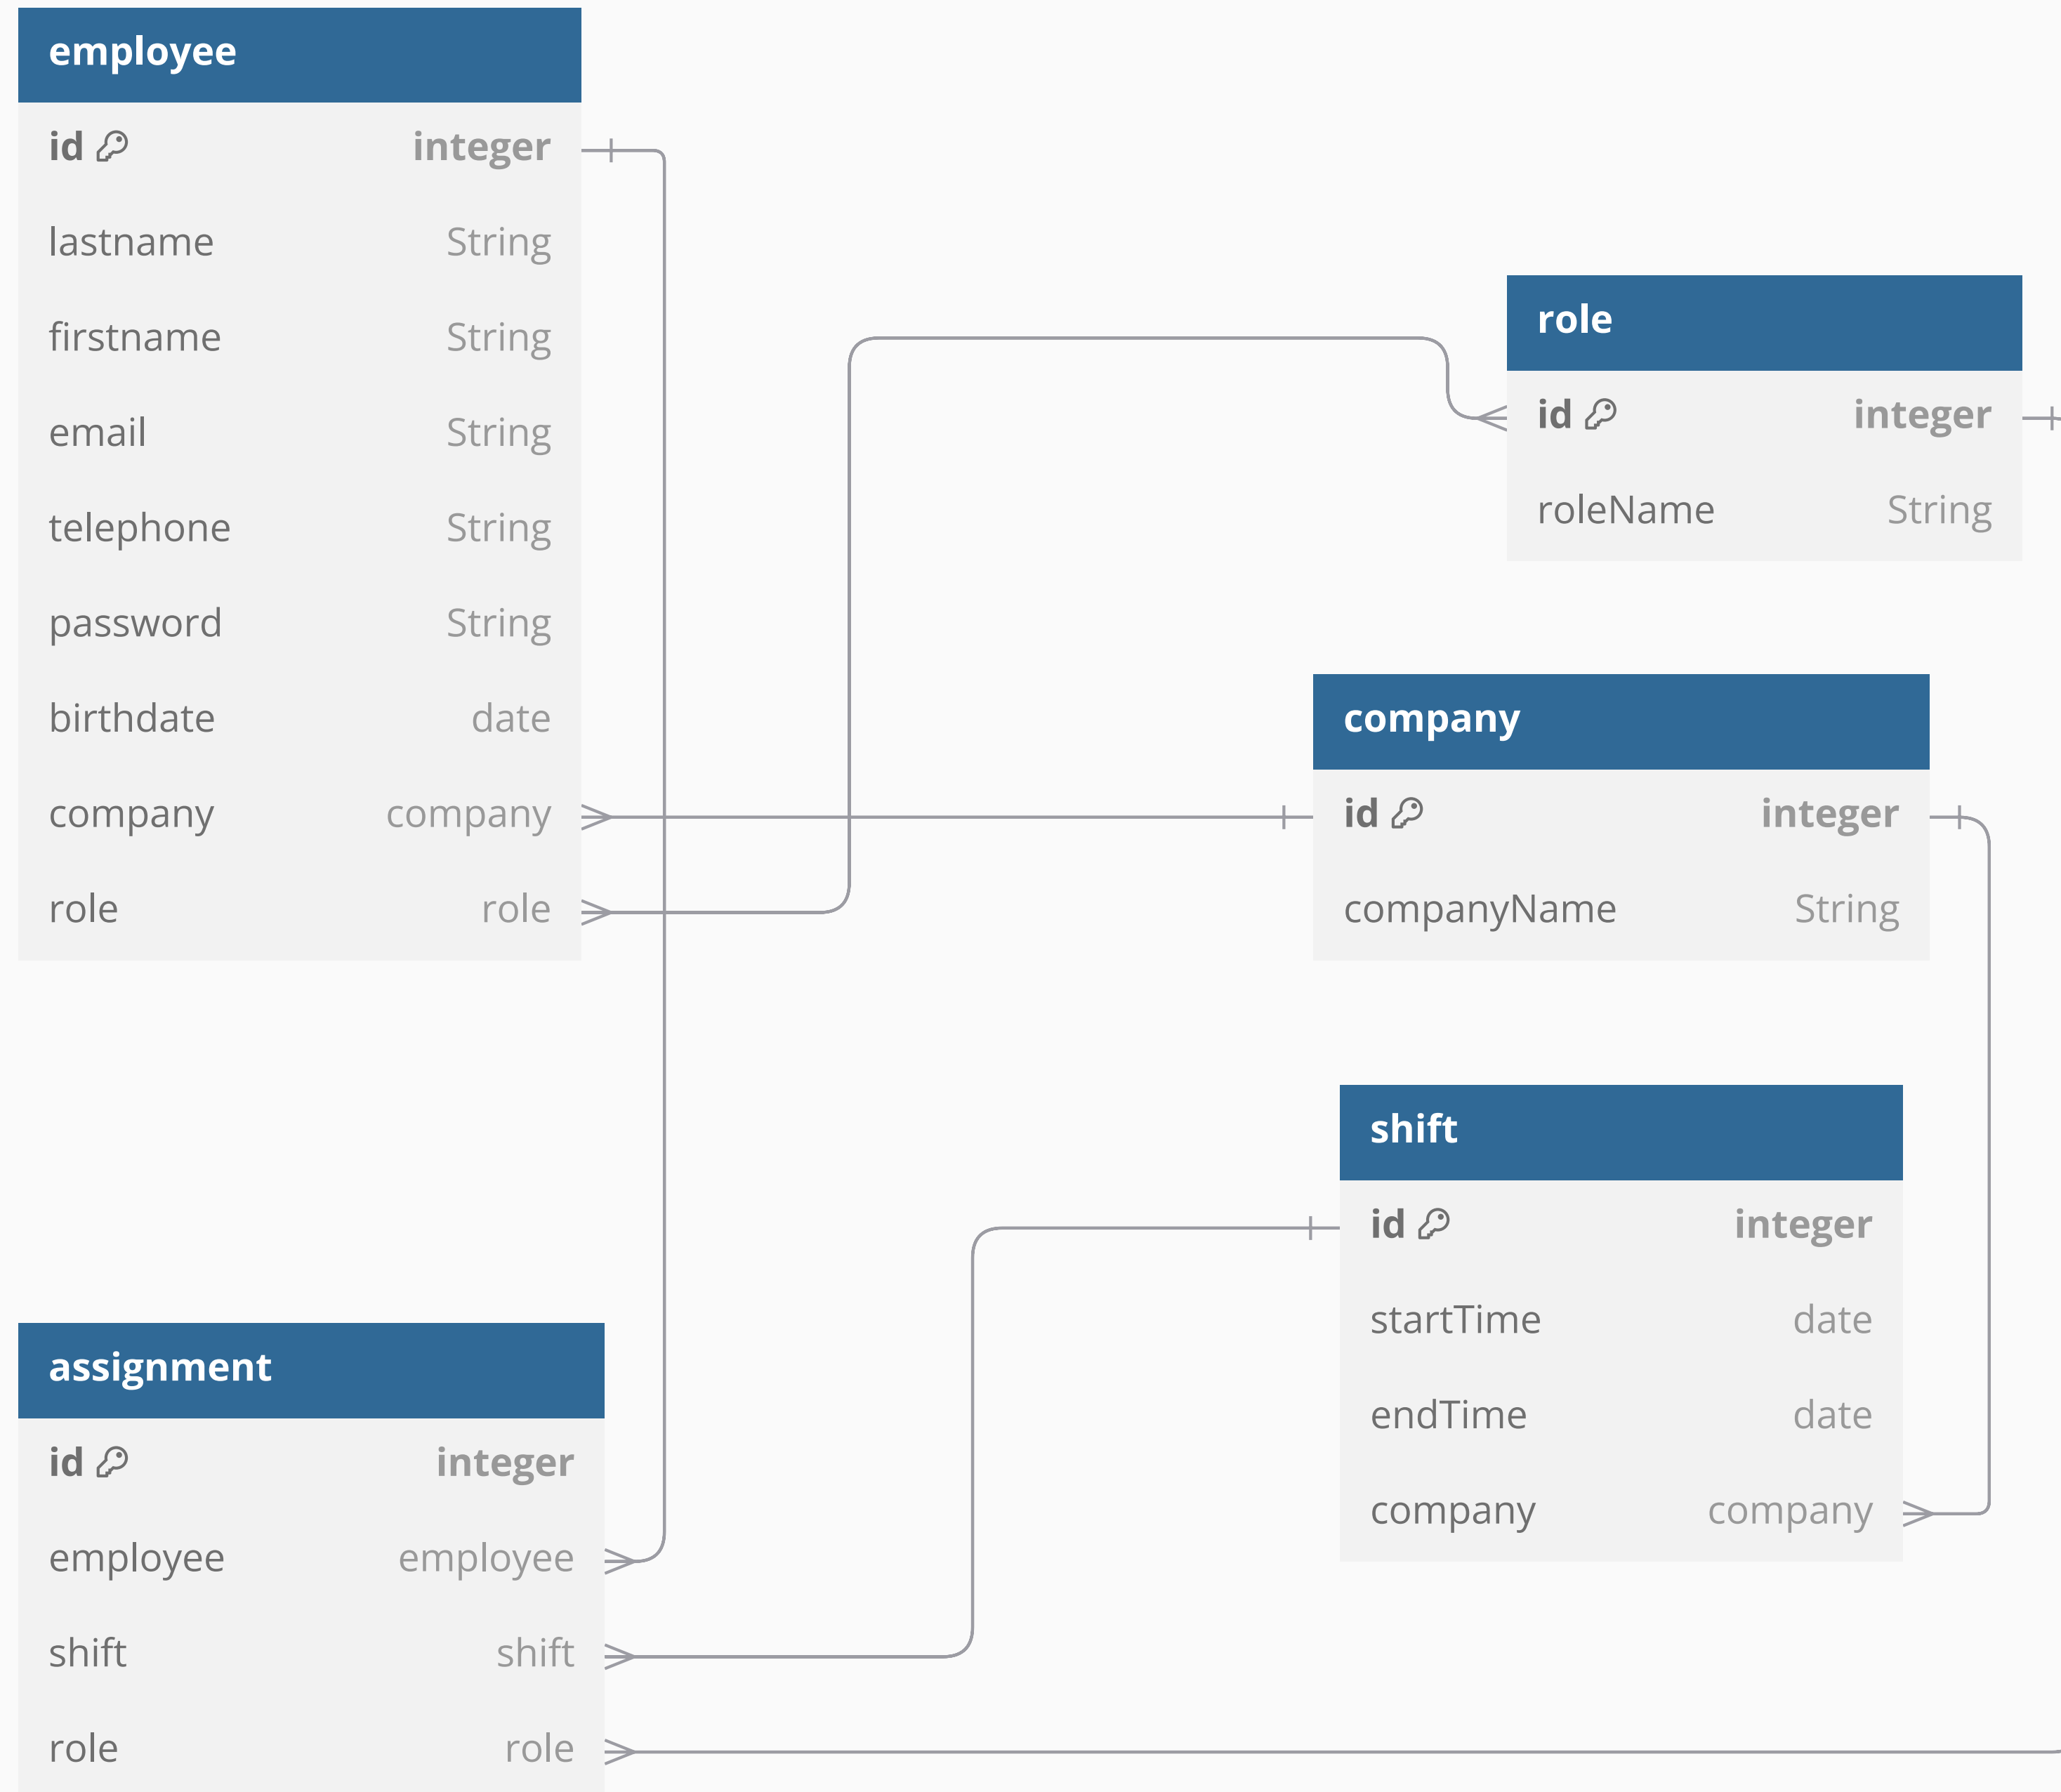 employee
id integer
lastname String
firstname String
email String
telephone String
password String
birthdate date
company company
role role
role
id integer
roleName String
company
id integer
companyName String
shift
id integer
startTime date
endTime date
company company
assignment
id integer
employee employee
shift shift
role role